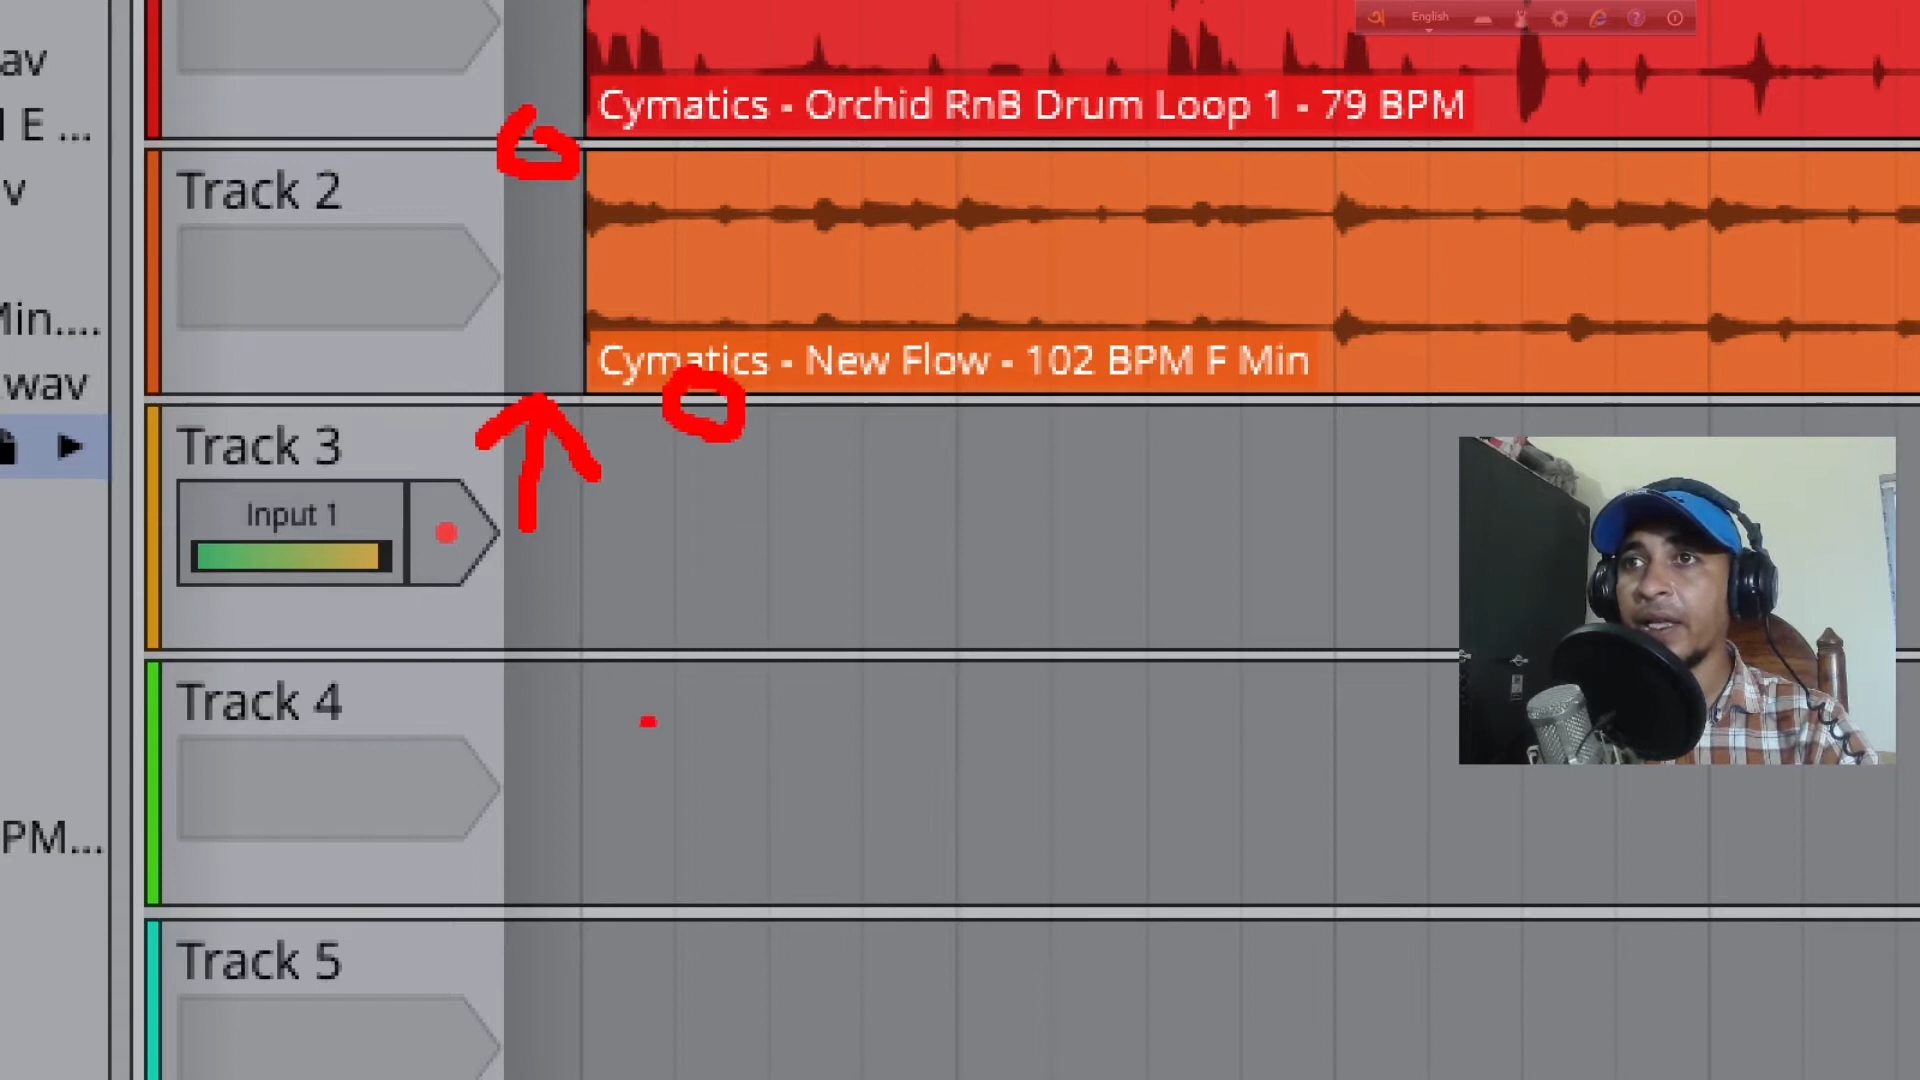 English
av
I E ...
Cymatics - Orchid RnB Drum Loop 1 - 79 BPM
Track 2
v
Min....
Cymatics - New Flow - 102 BPM F Min
.wav
Track 3
Input 1
Track 4
PM...
Track 5